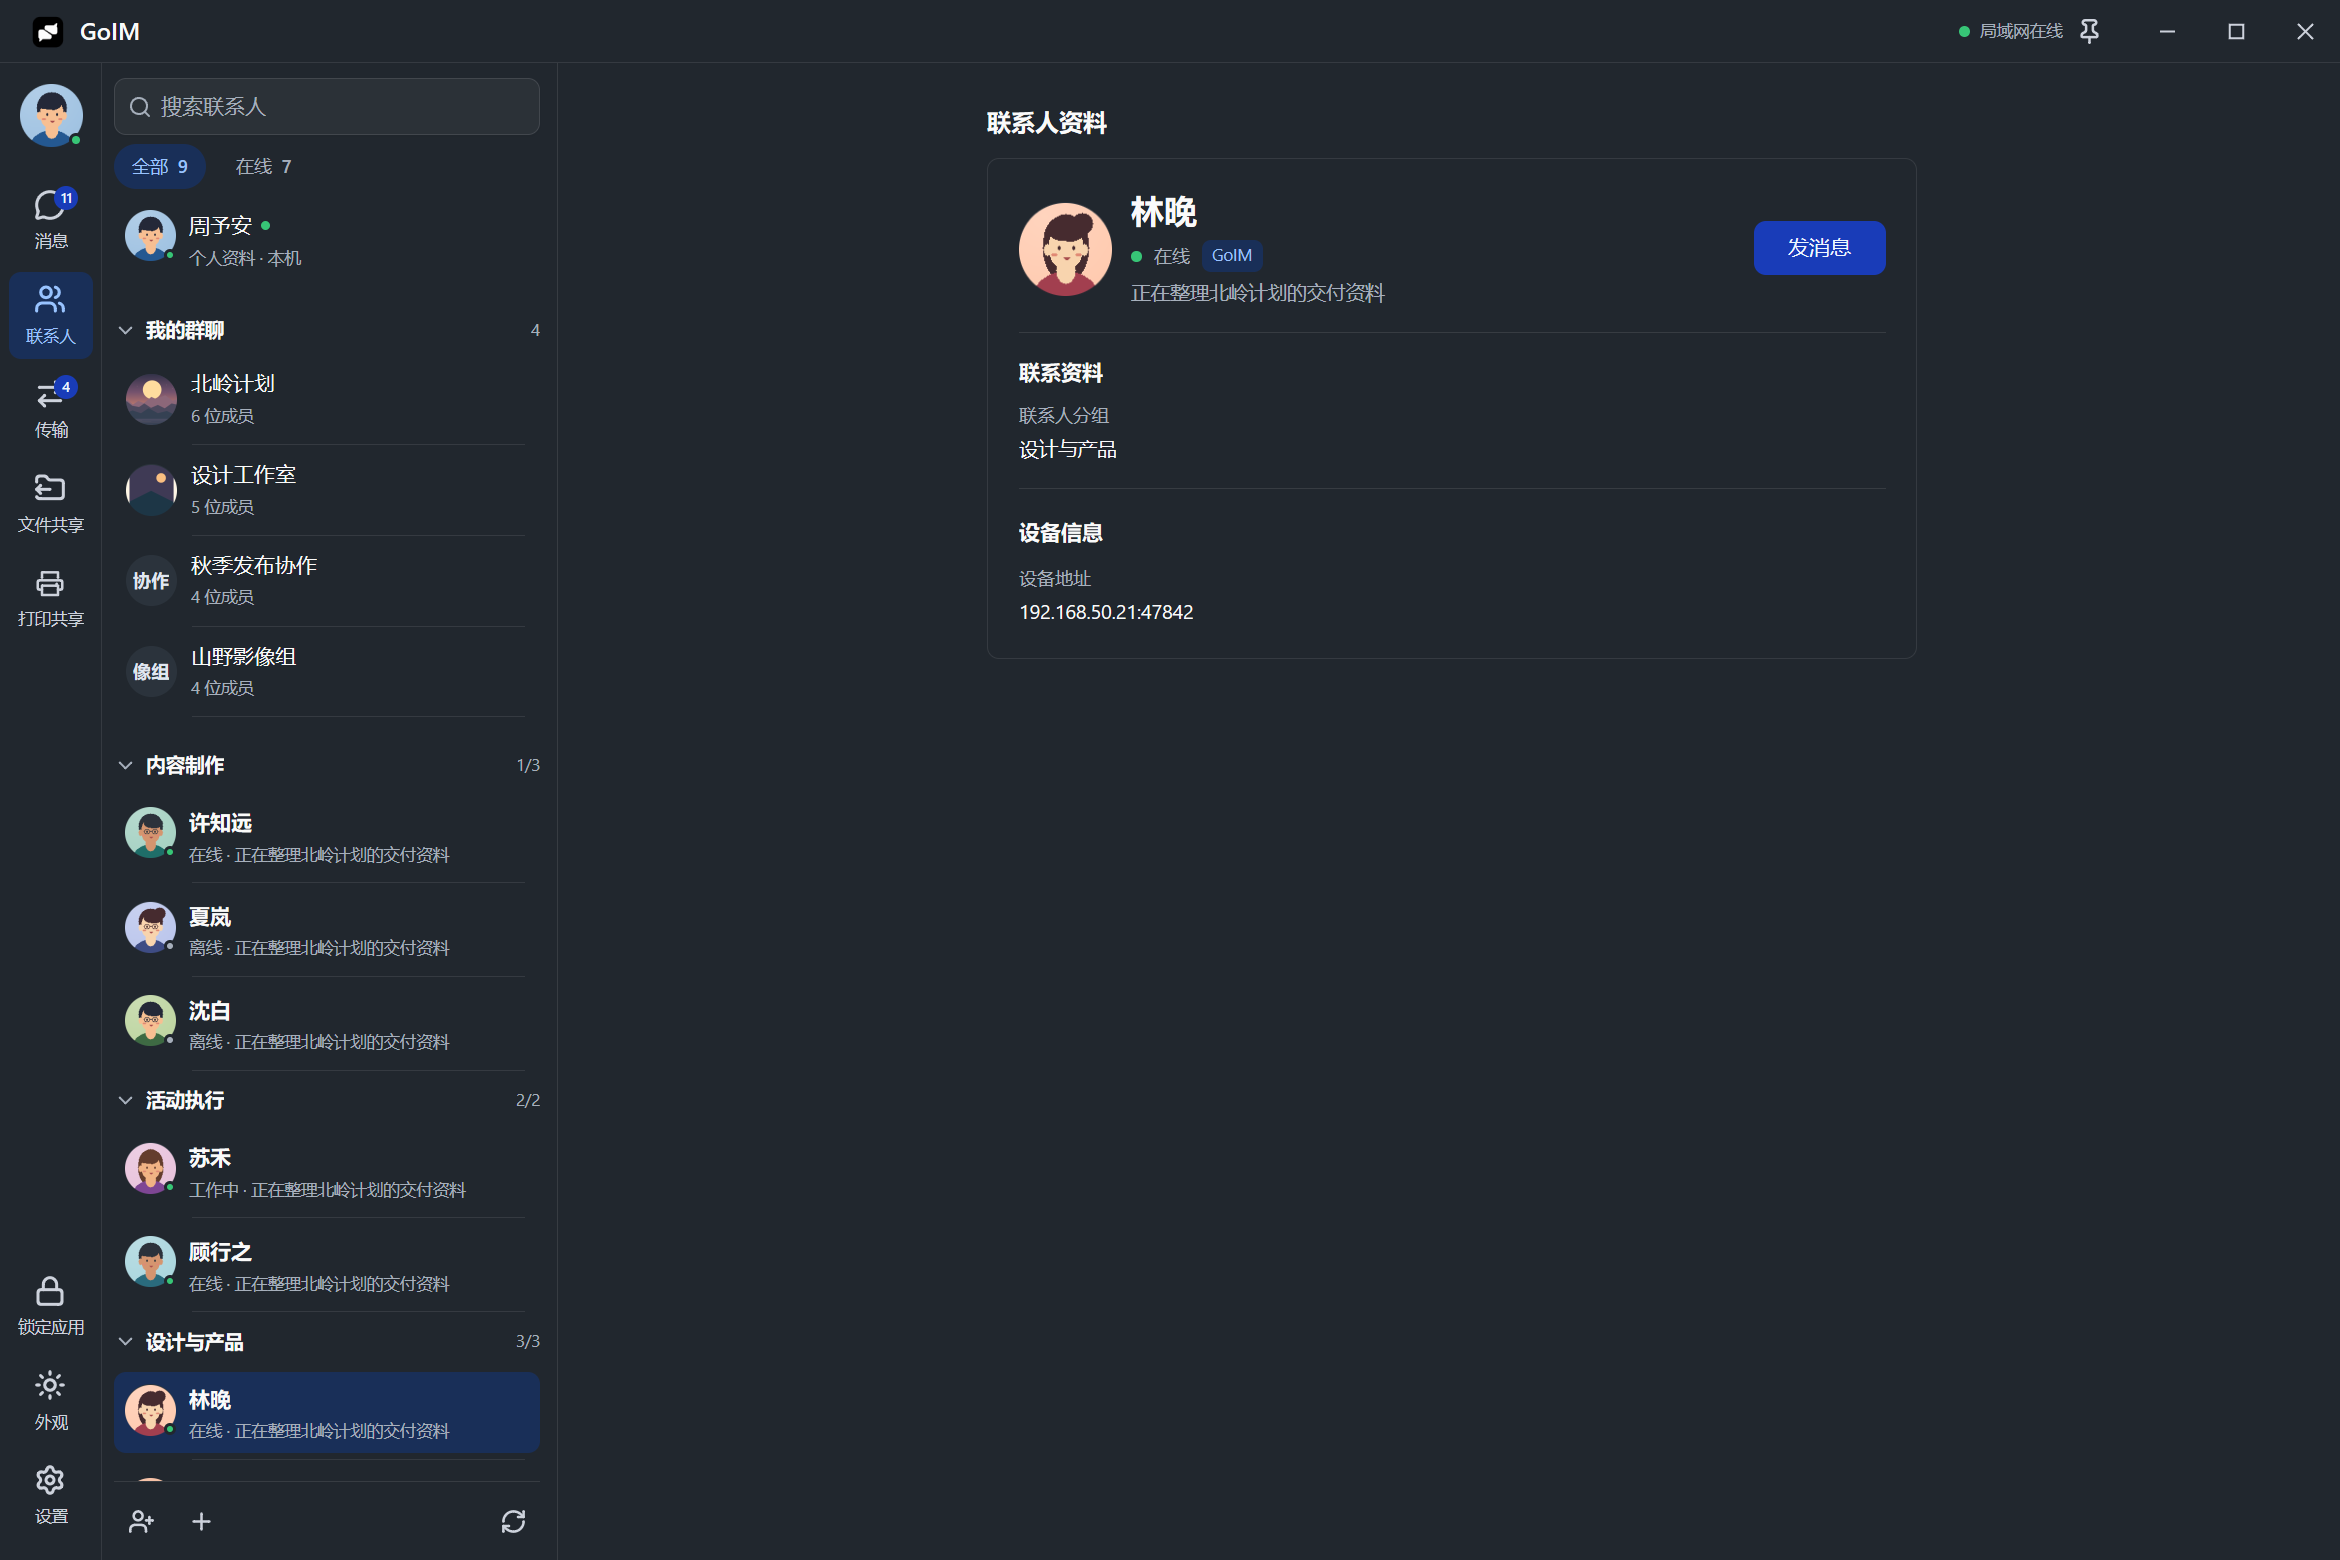 GoIM
局域网在线
搜索联系人
全部 9
在线 7
周予安
个人资料 · 本机
11
消息
联系人
4
传输
文件共享
打印共享
我的群聊
4
北岭计划
6 位成员
设计工作室
5 位成员
协作
秋季发布协作
4 位成员
像组
山野影像组
4 位成员
内容制作
1/3
许知远
在线 · 正在整理北岭计划的交付资料
夏岚
离线 · 正在整理北岭计划的交付资料
沈白
离线 · 正在整理北岭计划的交付资料
活动执行
2/2
苏禾
工作中 · 正在整理北岭计划的交付资料
顾行之
在线 · 正在整理北岭计划的交付资料
设计与产品
3/3
林晚
在线 · 正在整理北岭计划的交付资料
锁定应用
外观
设置
联系人资料
林晚
在线 GoIM
正在整理北岭计划的交付资料
发消息
联系资料
联系人分组
设计与产品
设备信息
设备地址
192.168.50.21:47842